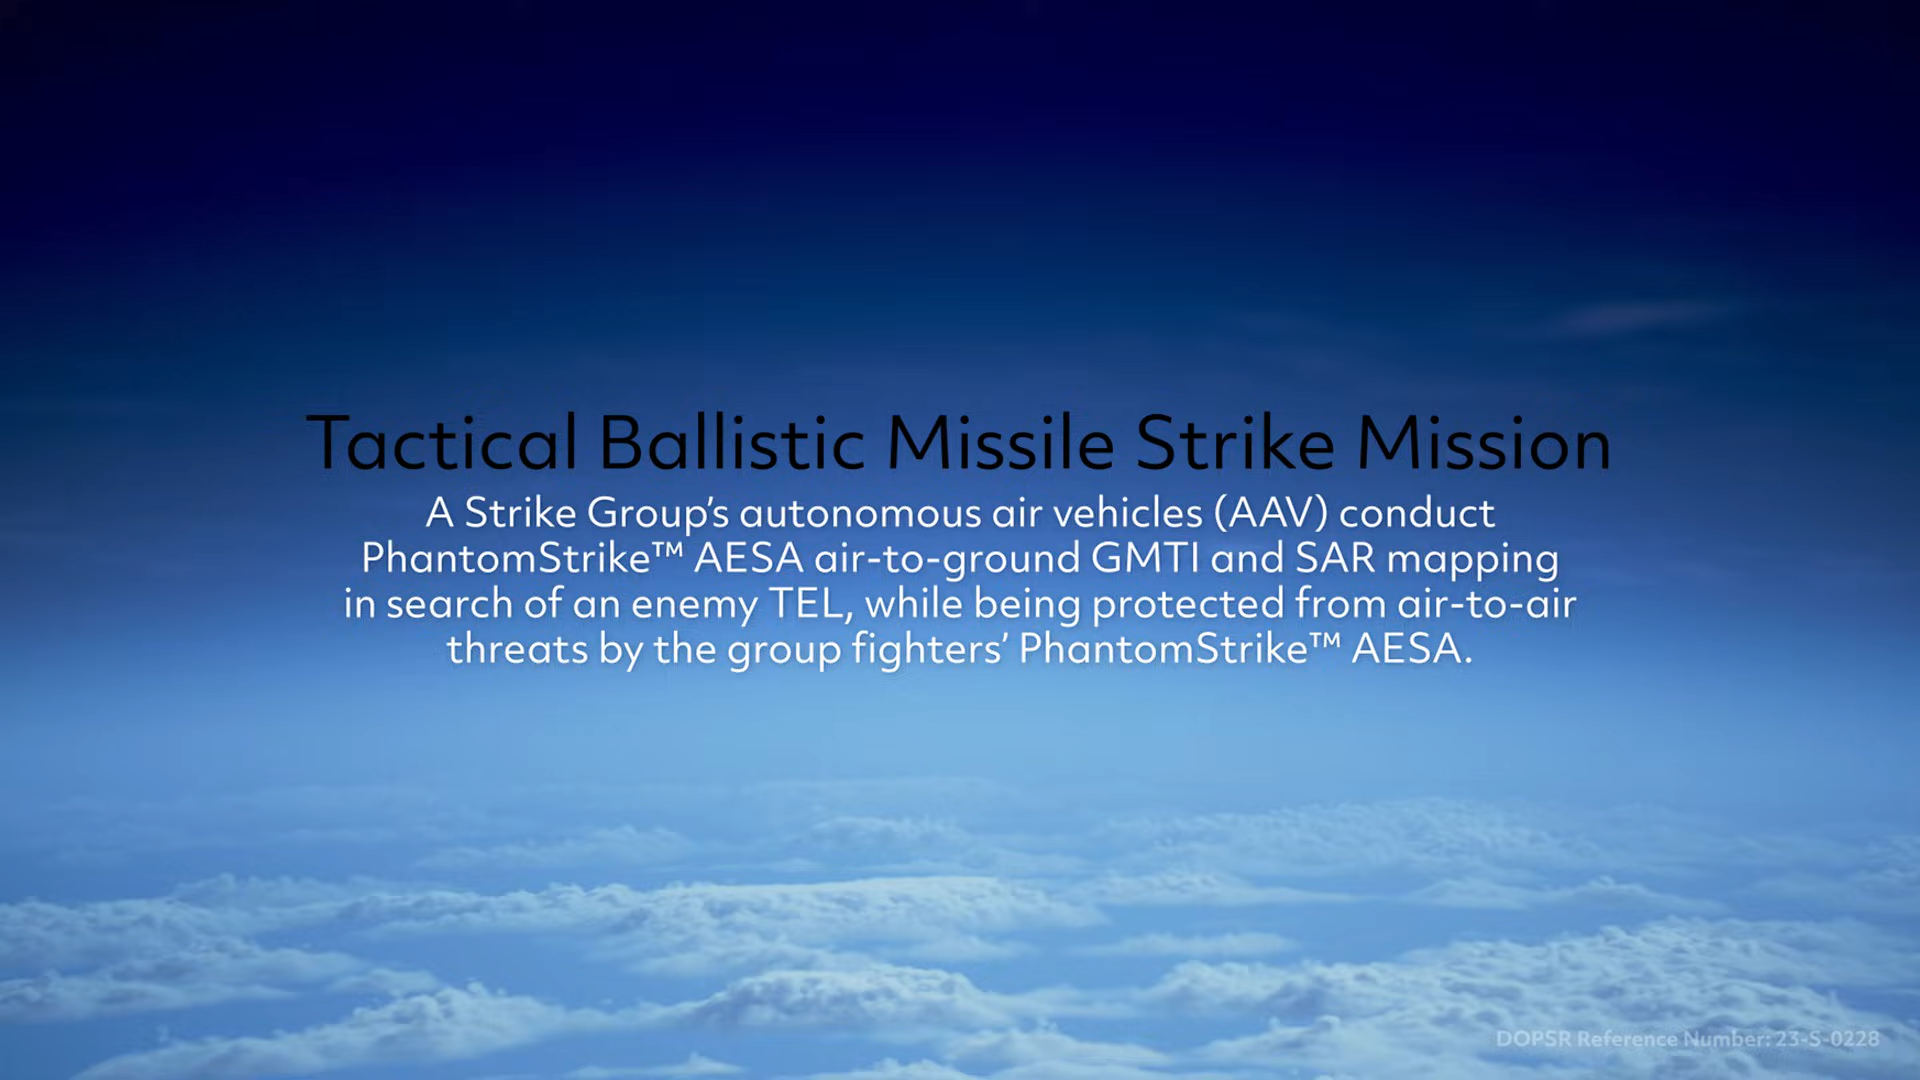 Tactical Ballistic Missile Strike Mission
A Strike Group’s autonomous air vehicles (AAV) conduct
PhantomStrike™ AESA air-to-ground GMTI and SAR mapping
in search of an enemy TEL, while being protected from air-to-air
threats by the group fighters’ PhantomStrike™ AESA.
DOPSR Reference Number: 23-S-0228